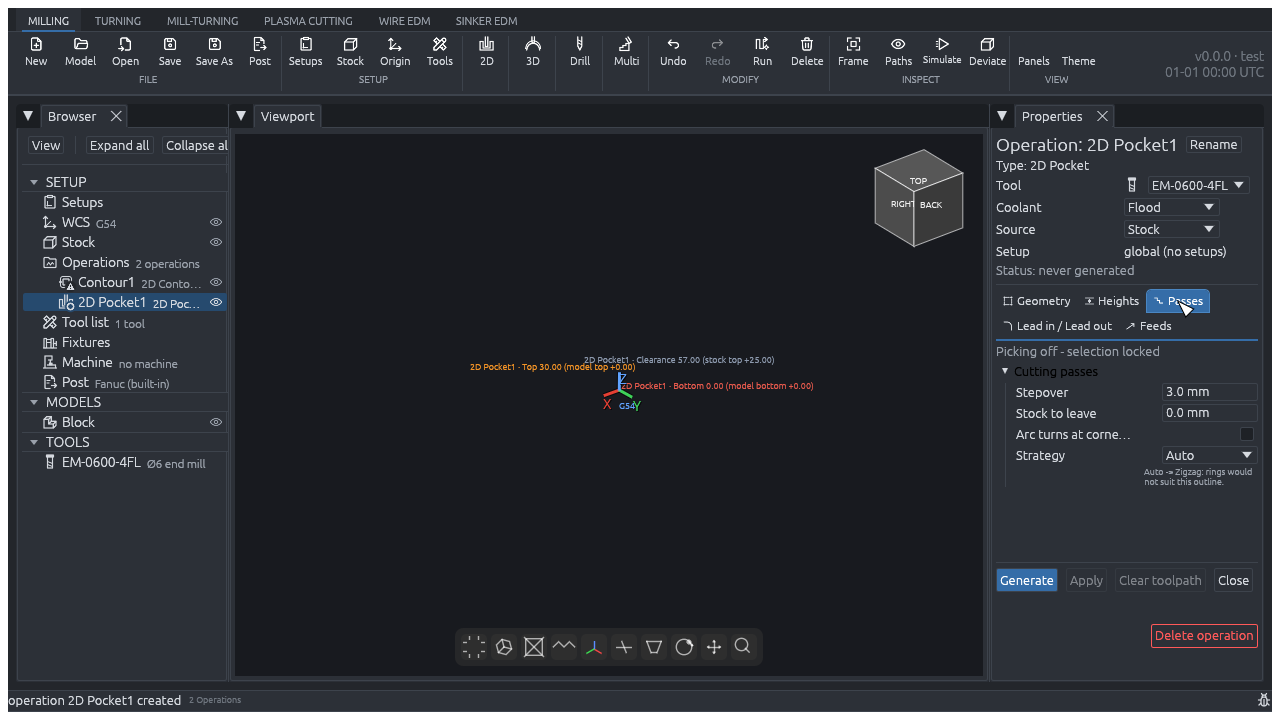 MILLING TURNING MILL-TURNING PLASMA CUTTING WIRE EDM SINKER EDM
New Model Open Save Save As Post Setups Stock Origin Tools 2D 3D Drill Multi Undo Redo Run Delete Frame Paths Simulate Deviate Panels Theme
FILE SETUP MODIFY INSPECT VIEW
v0.0.0 · test
01-01 00:00 UTC
Browser
View Expand all Collapse al
SETUP
Setups
WCS G54
Stock
Operations 2 operations
Contour1 2D Conto...
2D Pocket1 2D Poc...
Tool list 1 tool
Fixtures
Machine no machine
Post Fanuc (built-in)
MODELS
Block
TOOLS
EM-0600-4FL Ø6 end mill
Viewport
TOP
RIGHT BACK
2D Pocket1 · Clearance 57.00 (stock top +25.00)
2D Pocket1 · Top 30.00 (model top +0.00)
2D Pocket1 · Bottom 0.00 (model bottom +0.00)
Z
X G54 Y
Properties
Operation: 2D Pocket1 Rename
Type: 2D Pocket
Tool EM-0600-4FL
Coolant Flood
Source Stock
Setup global (no setups)
Status: never generated
Geometry Heights Passes
Lead in / Lead out Feeds
Picking off - selection locked
Cutting passes
Stepover 3.0 mm
Stock to leave 0.0 mm
Arc turns at corne...
Strategy Auto
Auto -> Zigzag: rings would
not suit this outline.
Generate Apply Clear toolpath Close
Delete operation
operation 2D Pocket1 created 2 Operations